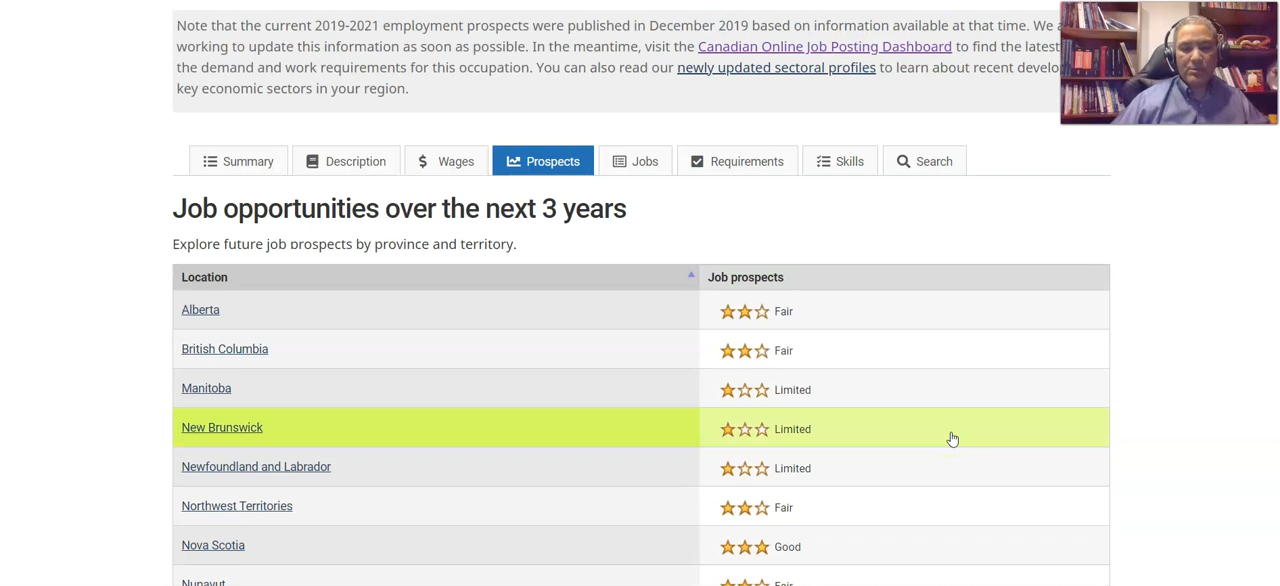 Note that the current 2019-2021 employment prospects were published in December 2019 based on information available at that time. We
working to update this information as soon as possible. In the meantime, visit the Canadian Online Job Posting Dashboard to find the latest
the demand and work requirements for this occupation. You can also read our newly updated sectoral profiles to learn about recent
key economic sectors in your region.
Summary Description Wages Prospects Jobs Requirements Skills Search
Job opportunities over the next 3 years
Explore future job prospects by province and territory.
Location Job prospects
Alberta Fair
British Columbia Fair
Manitoba Limited
New Brunswick Limited
Newfoundland and Labrador Limited
Northwest Territories Fair
Nova Scotia Good
Nunavut Fair